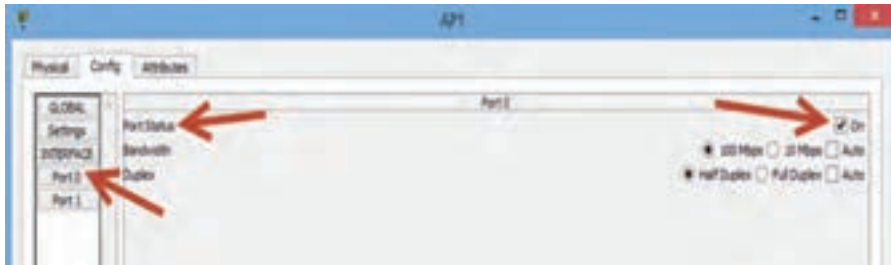 AP1
Physical Config Attributes
GLOBAL
Settings
INTERFACE
Port 0
Port 1
Port 0
Port Status On
Bandwidth 100 Mbps 10 Mbps Auto
Duplex Half Duplex Full Duplex Auto